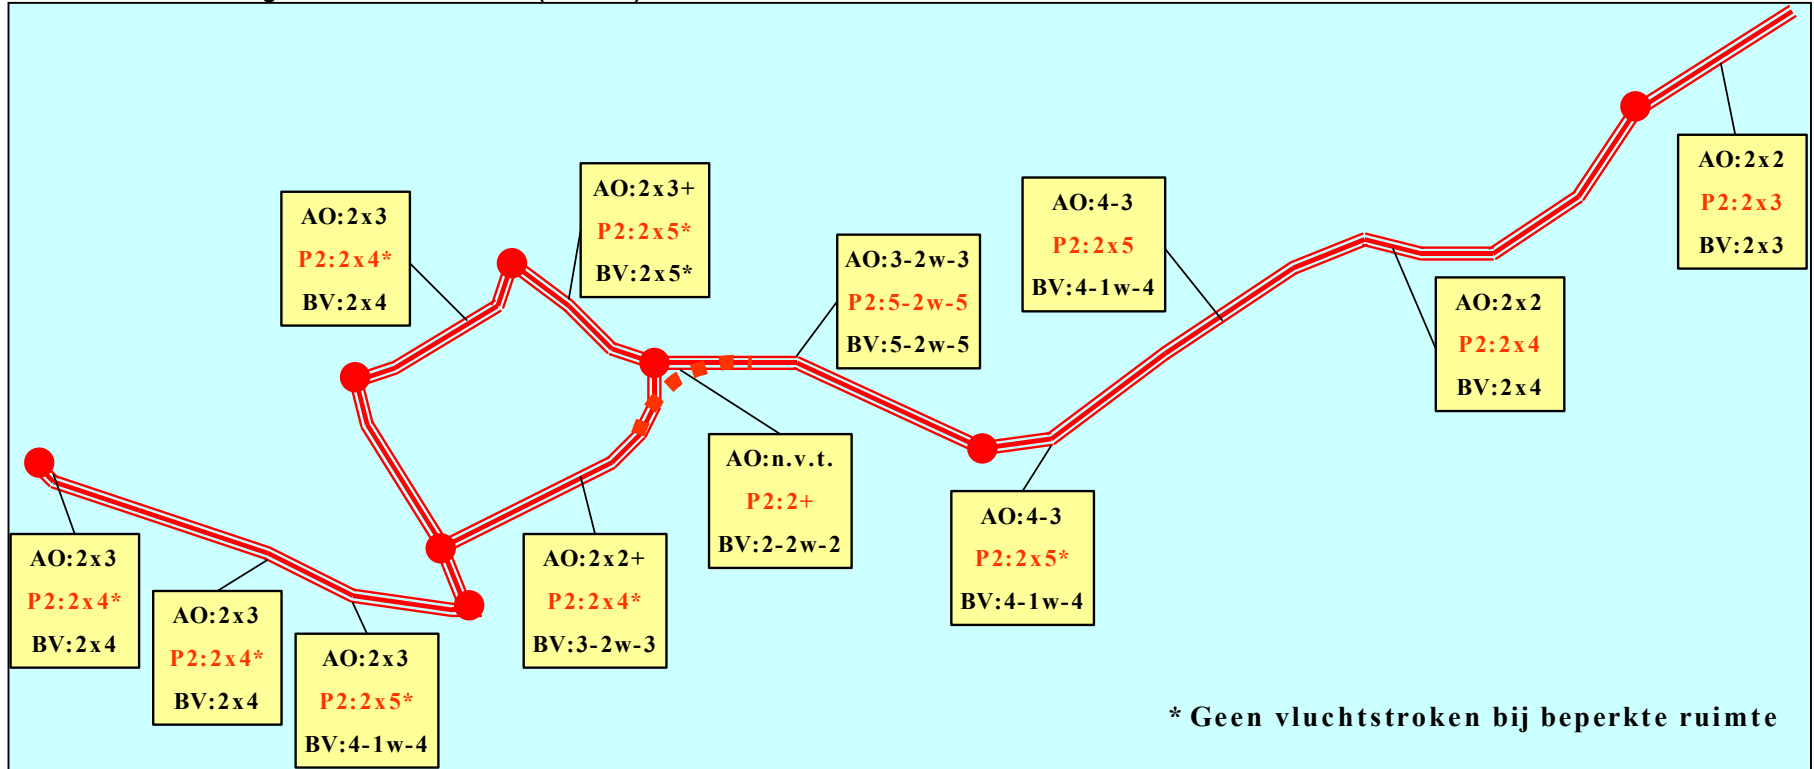 AO:2x2
P2:2x3
BV:2x3
AO:2x3+
P2:2x5*
BV:2x5*
AO:4-3
P2:2x5
BV:4-1w-4
AO:2x3
P2:2x4*
BV:2x4
AO:3-2w-3
P2:5-2w-5
BV:5-2w-5
AO:2x2
P2:2x4
BV:2x4
AO:n.v.t.
P2:2+
BV:2-2w-2
AO:4-3
P2:2x5*
BV:4-1w-4
AO:2x3
P2:2x4*
BV:2x4
AO:2x2+
P2:2x4*
BV:3-2w-3
AO:2x3
P2:2x4*
BV:2x4
AO:2x3
P2:2x5*
BV:4-1w-4
* Geen vluchtstroken bij beperkte ruimte